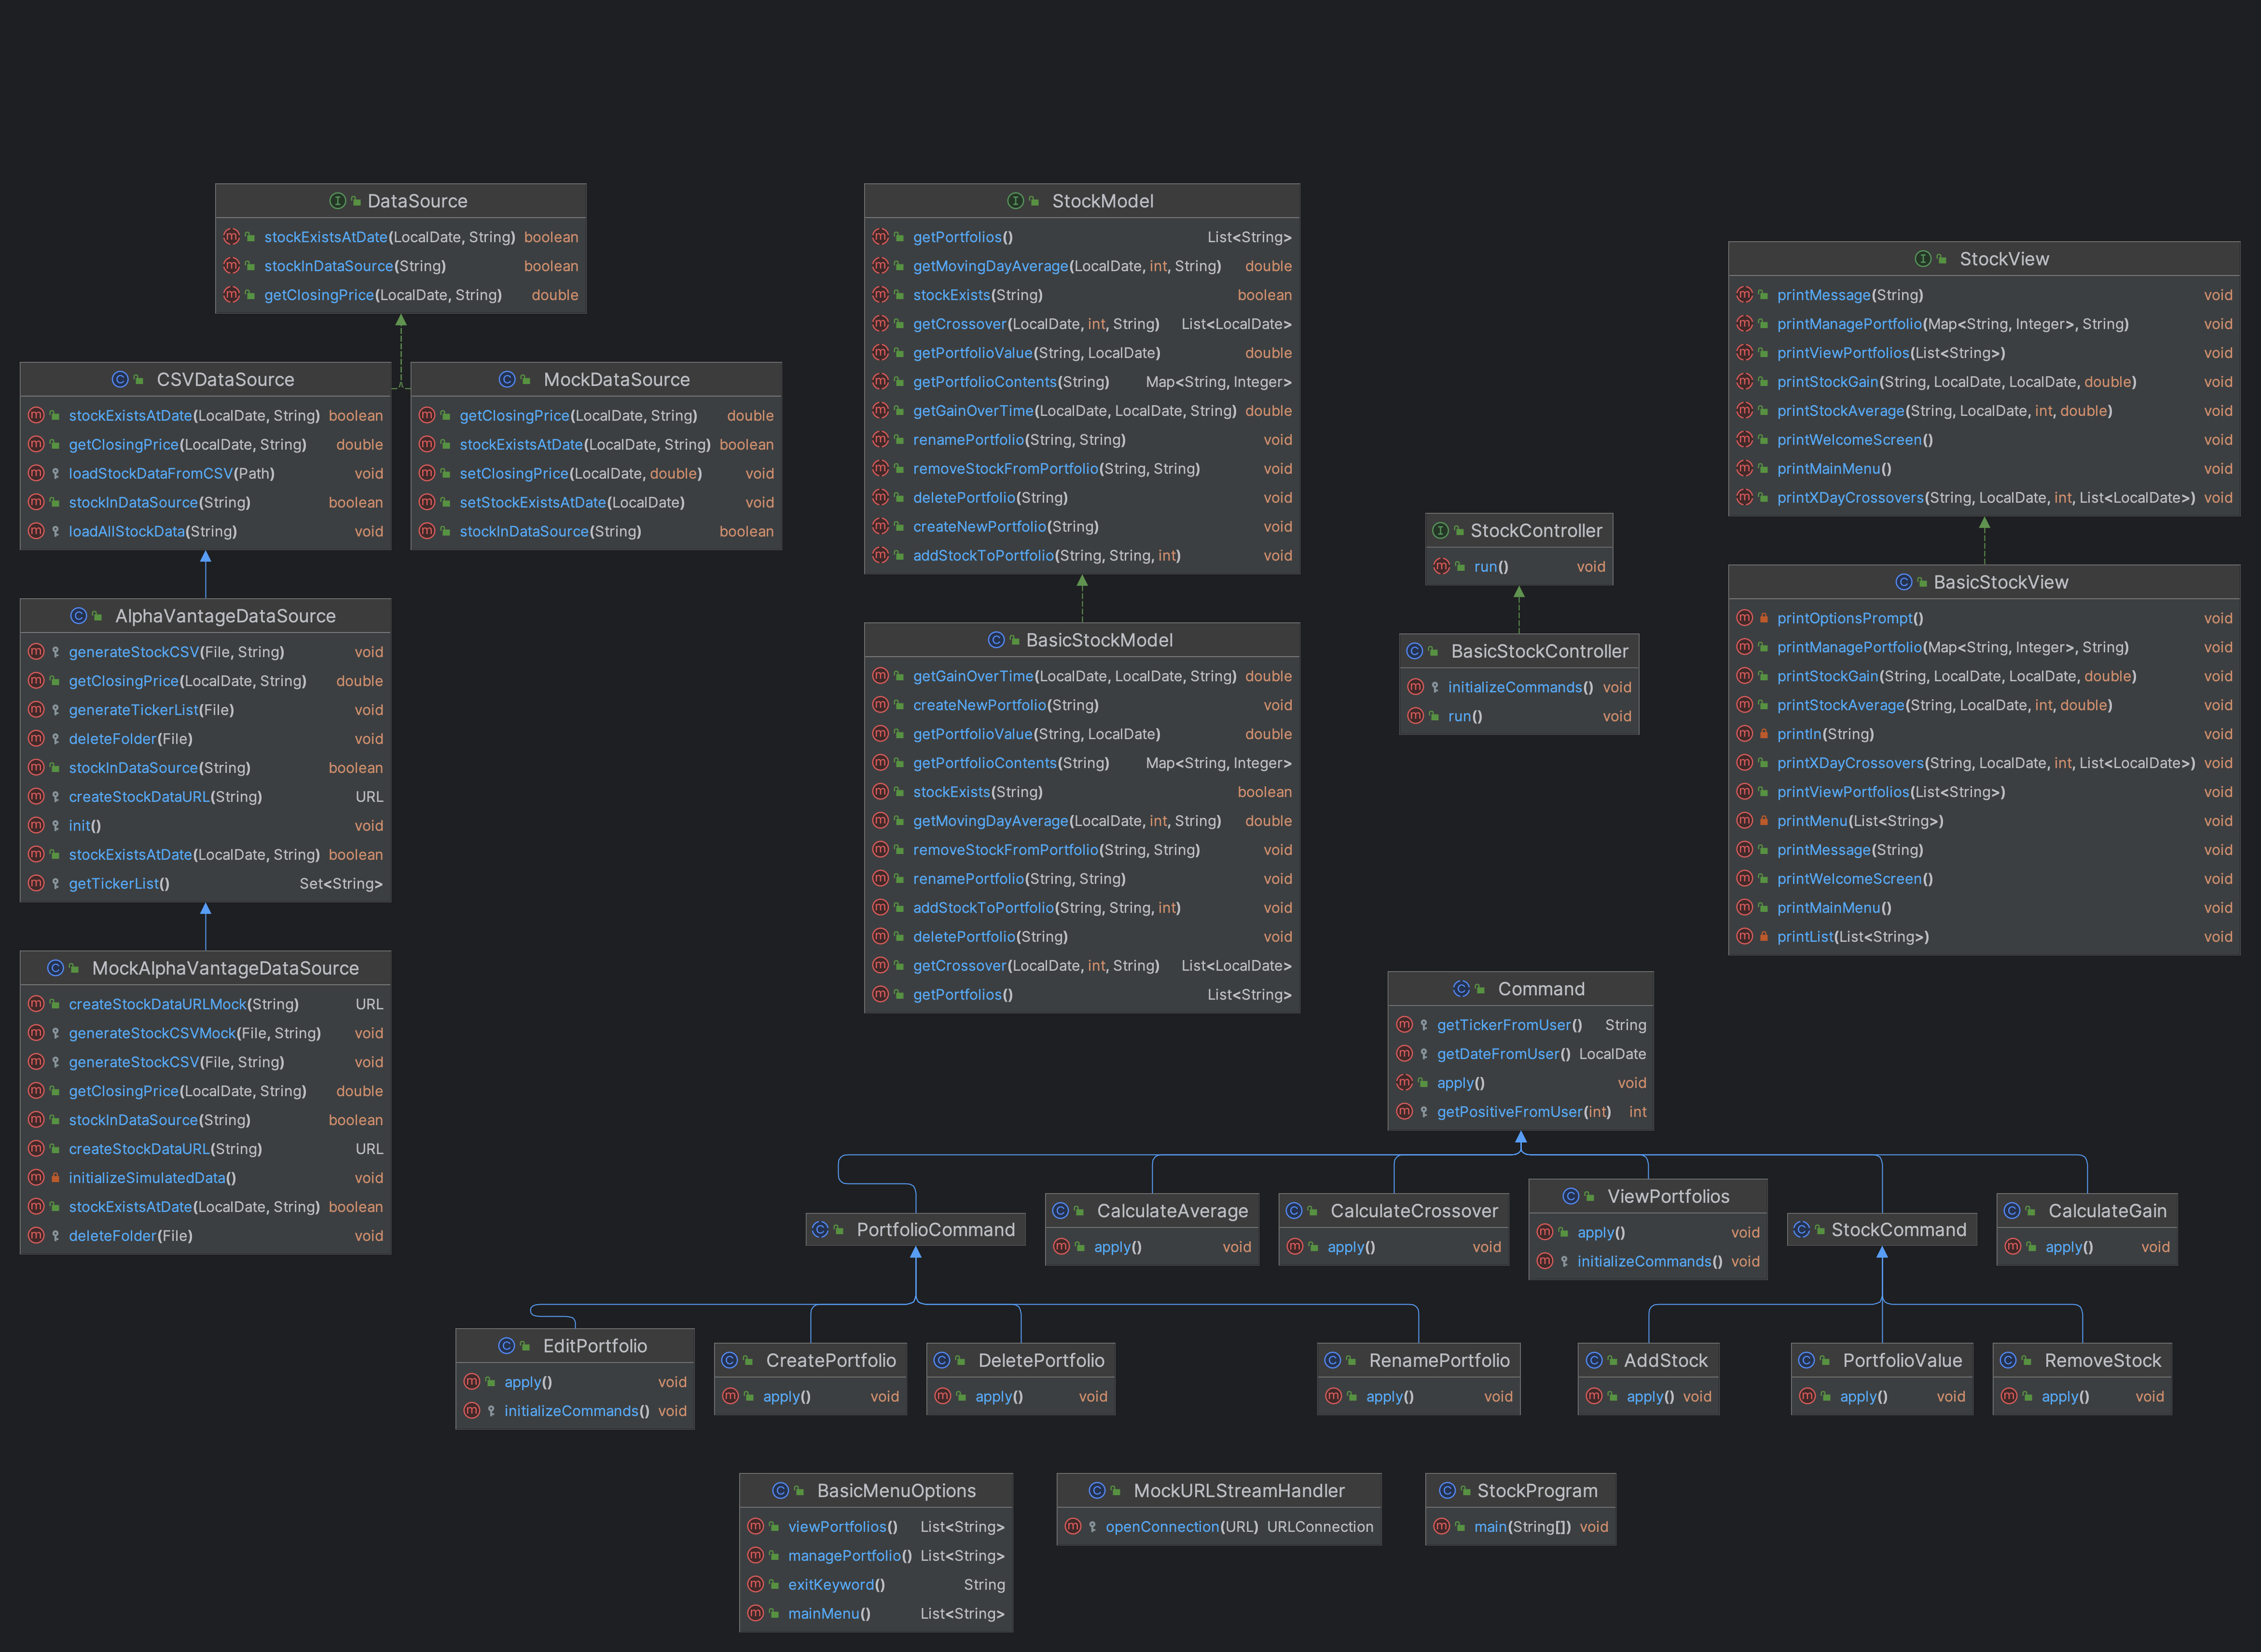 DataSource
stockExistsAtDate(LocalDate, String) boolean
stockInDataSource(String) boolean
getClosingPrice(LocalDate, String) double
CSVDataSource
stockExistsAtDate(LocalDate, String) boolean
getClosingPrice(LocalDate, String) double
loadStockDataFromCSV(Path) void
stockInDataSource(String) boolean
loadAllStockData(String) void
MockDataSource
getClosingPrice(LocalDate, String) double
stockExistsAtDate(LocalDate, String) boolean
setClosingPrice(LocalDate, double) void
setStockExistsAtDate(LocalDate) void
stockInDataSource(String) boolean
AlphaVantageDataSource
generateStockCSV(File, String) void
getClosingPrice(LocalDate, String) double
generateTickerList(File) void
deleteFolder(File) void
stockInDataSource(String) boolean
createStockDataURL(String) URL
init() void
stockExistsAtDate(LocalDate, String) boolean
getTickerList() Set<String>
MockAlphaVantageDataSource
createStockDataURLMock(String) URL
generateStockCSVMock(File, String) void
generateStockCSV(File, String) void
getClosingPrice(LocalDate, String) double
stockInDataSource(String) boolean
createStockDataURL(String) URL
initializeSimulatedData() void
stockExistsAtDate(LocalDate, String) boolean
deleteFolder(File) void
StockModel
getPortfolios() List<String>
getMovingDayAverage(LocalDate, int, String) double
stockExists(String) boolean
getCrossover(LocalDate, int, String) List<LocalDate>
getPortfolioValue(String, LocalDate) double
getPortfolioContents(String) Map<String, Integer>
getGainOverTime(LocalDate, LocalDate, String) double
renamePortfolio(String, String) void
removeStockFromPortfolio(String, String) void
deletePortfolio(String) void
createNewPortfolio(String) void
addStockToPortfolio(String, String, int) void
BasicStockModel
getGainOverTime(LocalDate, LocalDate, String) double
createNewPortfolio(String) void
getPortfolioValue(String, LocalDate) double
getPortfolioContents(String) Map<String, Integer>
stockExists(String) boolean
getMovingDayAverage(LocalDate, int, String) double
removeStockFromPortfolio(String, String) void
renamePortfolio(String, String) void
addStockToPortfolio(String, String, int) void
deletePortfolio(String) void
getCrossover(LocalDate, int, String) List<LocalDate>
getPortfolios() List<String>
StockController
run() void
BasicStockController
initializeCommands() void
run() void
StockView
printMessage(String) void
printManagePortfolio(Map<String, Integer>, String) void
printViewPortfolios(List<String>) void
printStockGain(String, LocalDate, LocalDate, double) void
printStockAverage(String, LocalDate, int, double) void
printWelcomeScreen() void
printMainMenu() void
printXDayCrossovers(String, LocalDate, int, List<LocalDate>) void
BasicStockView
printOptionsPrompt() void
printManagePortfolio(Map<String, Integer>, String) void
printStockGain(String, LocalDate, LocalDate, double) void
printStockAverage(String, LocalDate, int, double) void
println(String) void
printXDayCrossovers(String, LocalDate, int, List<LocalDate>) void
printViewPortfolios(List<String>) void
printMenu(List<String>) void
printMessage(String) void
printWelcomeScreen() void
printMainMenu() void
printList(List<String>) void
Command
getTickerFromUser() String
getDateFromUser() LocalDate
apply() void
getPositiveFromUser(int) int
PortfolioCommand
CalculateAverage
apply() void
CalculateCrossover
apply() void
ViewPortfolios
apply() void
initializeCommands() void
StockCommand
CalculateGain
apply() void
EditPortfolio
apply() void
initializeCommands() void
CreatePortfolio
apply() void
DeletePortfolio
apply() void
RenamePortfolio
apply() void
AddStock
apply() void
PortfolioValue
apply() void
RemoveStock
apply() void
BasicMenuOptions
viewPortfolios() List<String>
managePortfolio() List<String>
exitKeyword() String
mainMenu() List<String>
MockURLStreamHandler
openConnection(URL) URLConnection
StockProgram
main(String[]) void